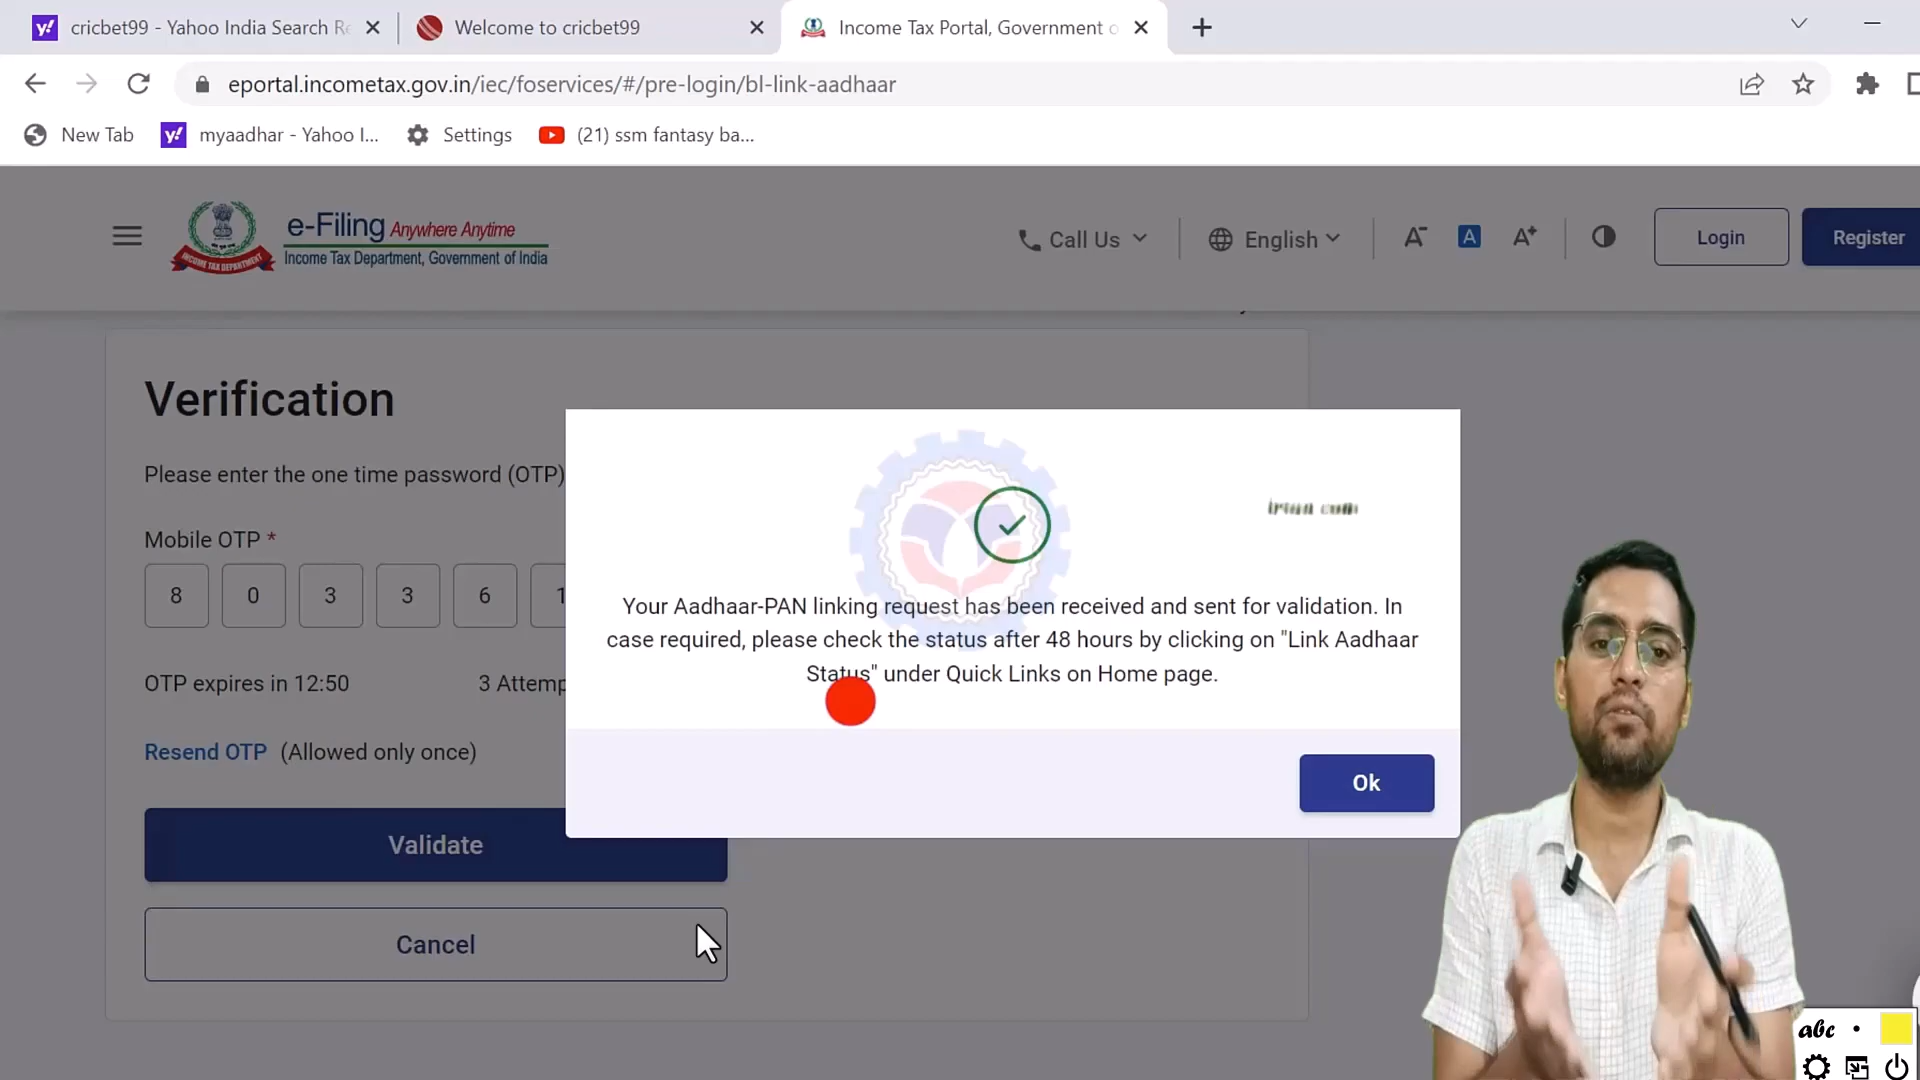 cricbet99 - Yahoo India Search Re
Welcome to cricbet99
Income Tax Portal, Government o
eportal.incometax.gov.in/iec/foservices/#/pre-login/bl-link-aadhaar
New Tab
myaadhar - Yahoo I...
Settings
(21) ssm fantasy ba...
e-Filing Anywhere Anytime
Income Tax Department, Government of India
INCOME TAX DEPARTMENT
Call Us
English
A-
A
A+
Login
Register
Verification
Please enter the one time password (OTP)
Mobile OTP *
8 0 3 3 6 1
OTP expires in 12:50
3 Attemp
Resend OTP (Allowed only once)
Validate
Cancel
Your Aadhaar-PAN linking request has been received and sent for validation. In
case required, please check the status after 48 hours by clicking on "Link Aadhaar
Status" under Quick Links on Home page.
Ok
abc